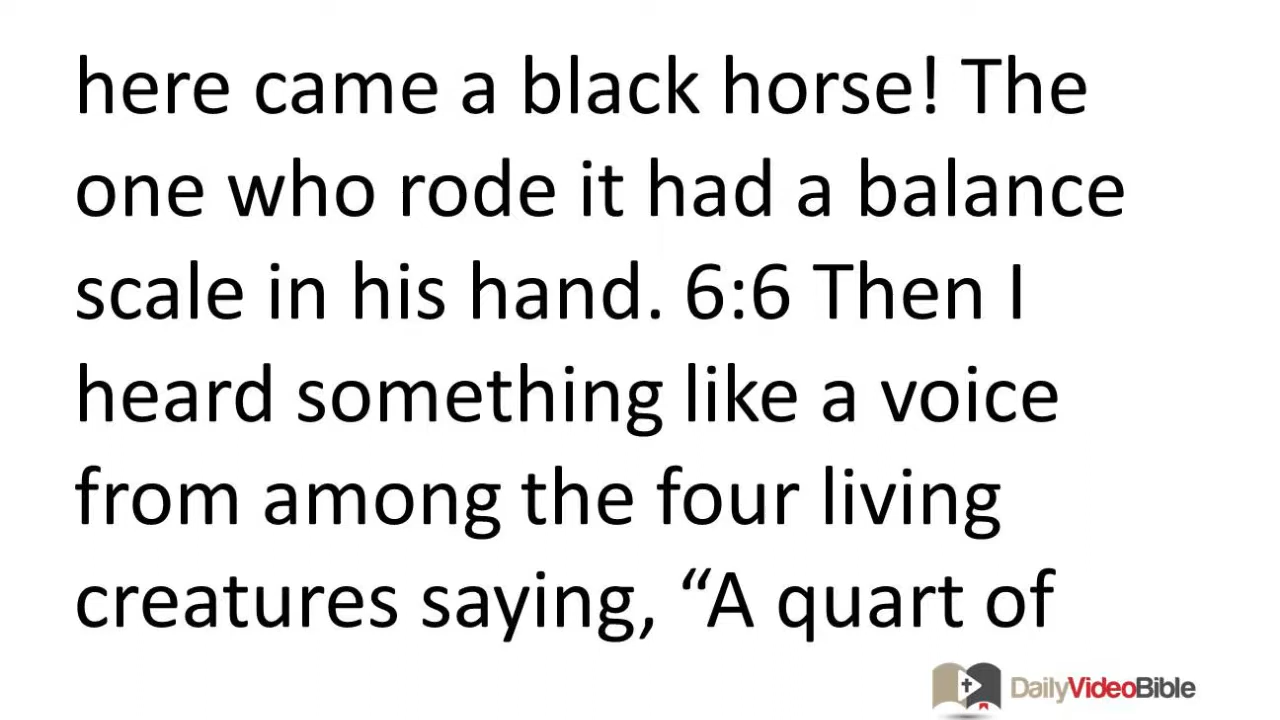 here came a black horse! The
one who rode it had a balance
scale in his hand. 6:6 Then I
heard something like a voice
from among the four living
creatures saying, “A quart of
DailyVideoBible